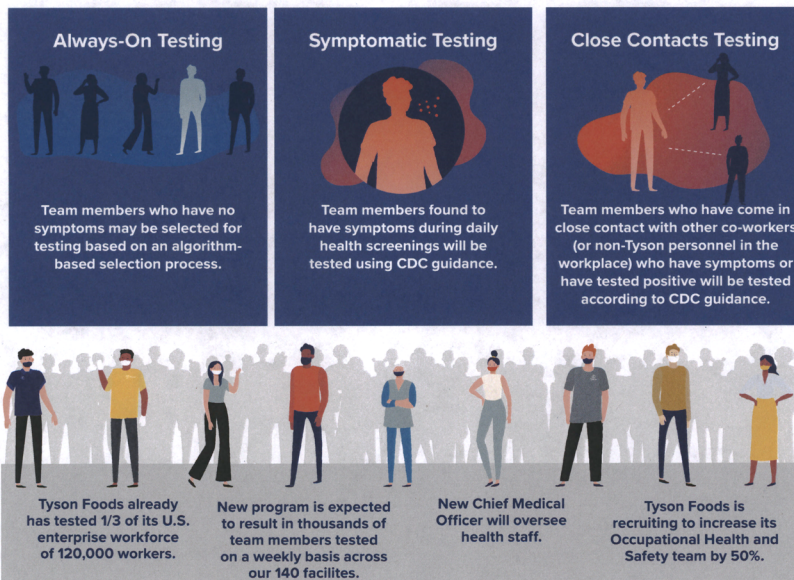 Always-On Testing
Team members who have no
symptoms may be selected for
testing based on an algorithm-
based selection process.
Symptomatic Testing
Team members found to
have symptoms during daily
health screenings will be
tested using CDC guidance.
Close Contacts Testing
Team members who have come in
close contact with other co-workers
(or non-Tyson personnel in the
workplace) who have symptoms or
have tested positive will be tested
according to CDC guidance.
Tyson Foods already
has tested 1/3 of its U.S.
enterprise workforce
of 120,000 workers.
New program is expected
to result in thousands of
team members tested
on a weekly basis across
our 140 facilites.
New Chief Medical
Officer will oversee
health staff.
Tyson Foods is
recruiting to increase its
Occupational Health and
Safety team by 50%.